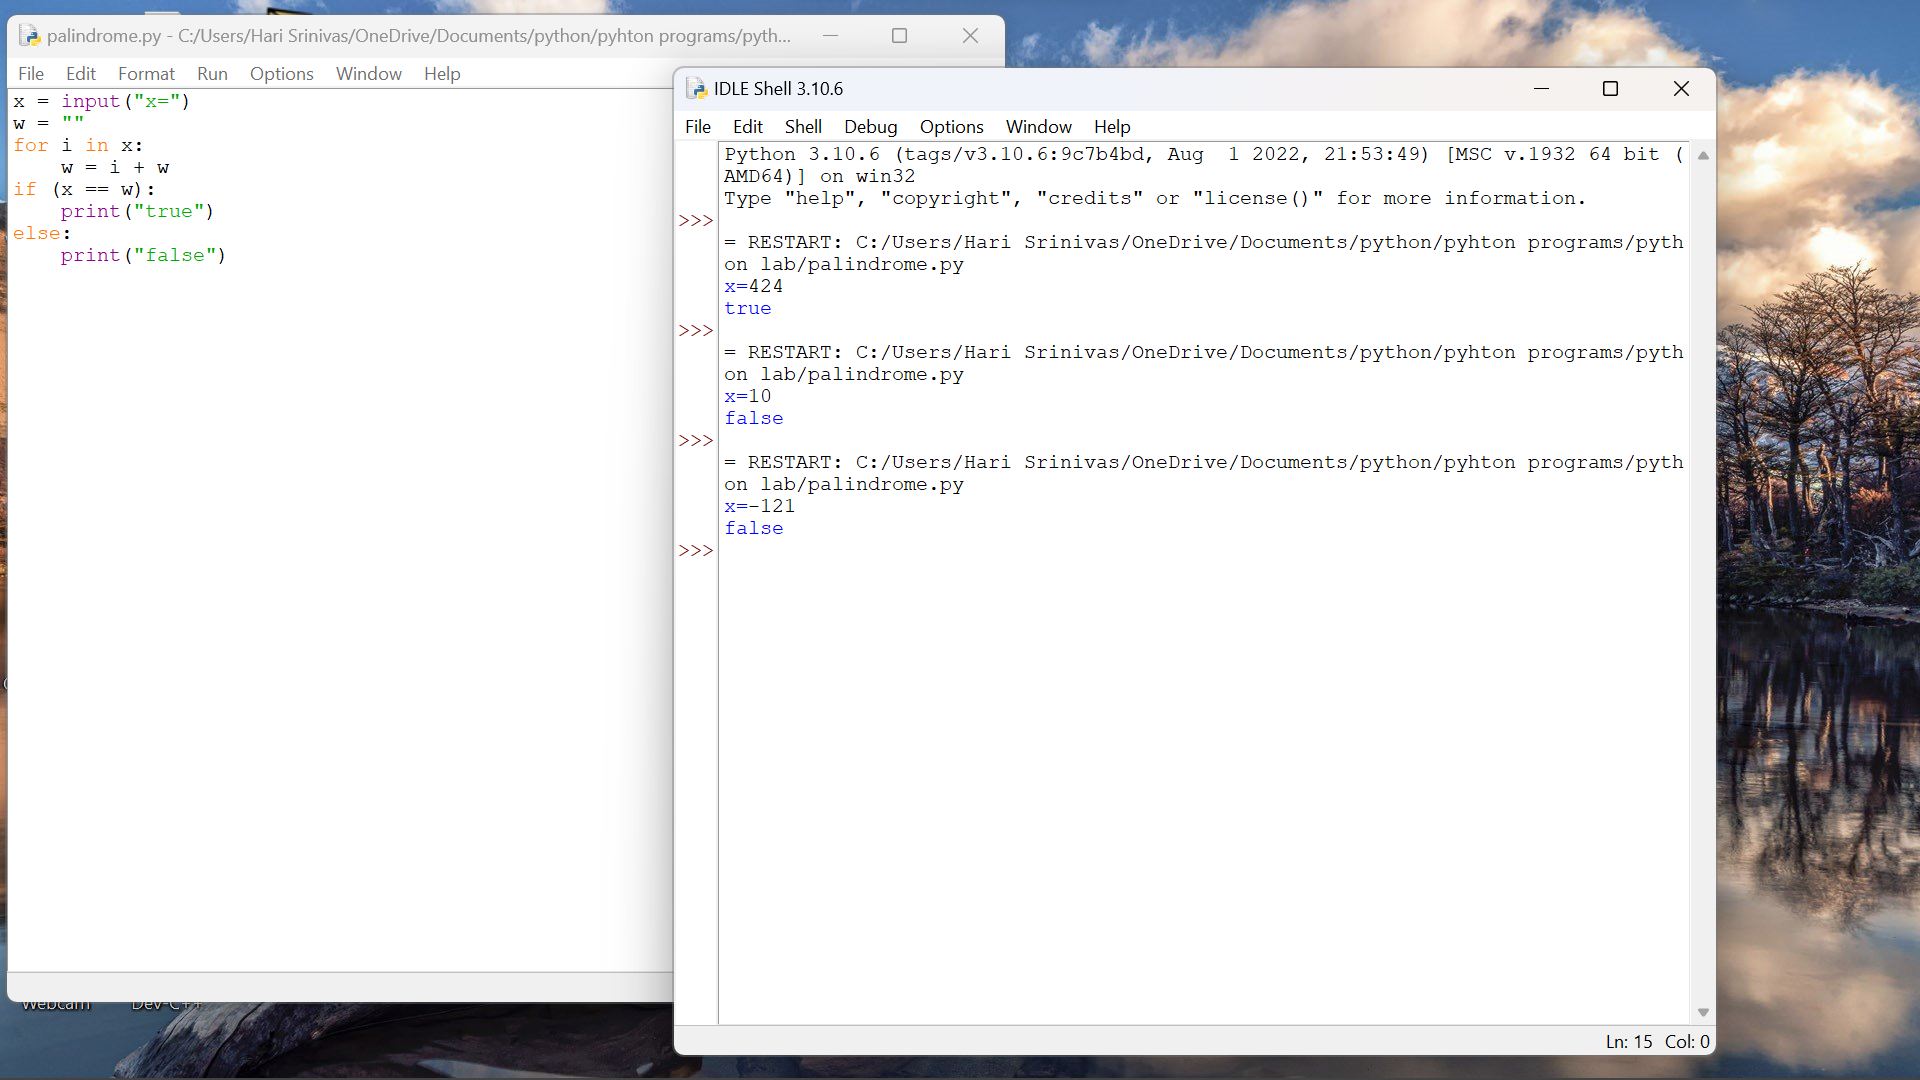 palindrome.py - C:/Users/Hari Srinivas/OneDrive/Documents/python/pyhton programs/pyth...
File Edit Format Run Options Window Help
x = input("x=")
w = ""
for i in x:
    w = i + w
if (x == w):
    print("true")
else:
    print("false")
IDLE Shell 3.10.6
File Edit Shell Debug Options Window Help
Python 3.10.6 (tags/v3.10.6:9c7b4bd, Aug  1 2022, 21:53:49) [MSC v.1932 64 bit (
AMD64)] on win32
Type "help", "copyright", "credits" or "license()" for more information.
>>>
= RESTART: C:/Users/Hari Srinivas/OneDrive/Documents/python/pyhton programs/pyth
on lab/palindrome.py
x=424
true
>>>
= RESTART: C:/Users/Hari Srinivas/OneDrive/Documents/python/pyhton programs/pyth
on lab/palindrome.py
x=10
false
>>>
= RESTART: C:/Users/Hari Srinivas/OneDrive/Documents/python/pyhton programs/pyth
on lab/palindrome.py
x=-121
false
>>>
Ln: 15 Col: 0
Webcam Dev-C++